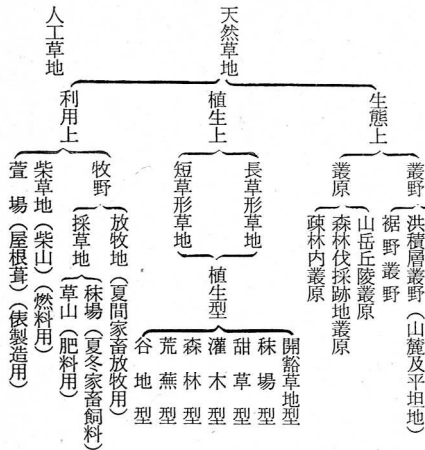 天然草地
生態上
叢野
洪積層叢野(山麓及平坦地)
裾野叢野
叢原
山岳丘陵叢原
森林伐採跡地叢原
疎林内叢原
植生上
長草形草地
短草形草地
植生型
開豁草地型
秣場型
甜草型
灌木型
森林型
荒蕪型
谷地型
利用上
牧野
放牧地(夏間家畜放牧用)
採草地
秣場(夏冬家畜飼料)
草山(肥料用)
柴草地(柴山)(燃料用)
萱場(屋根葺)(俵製造用)
人工草地